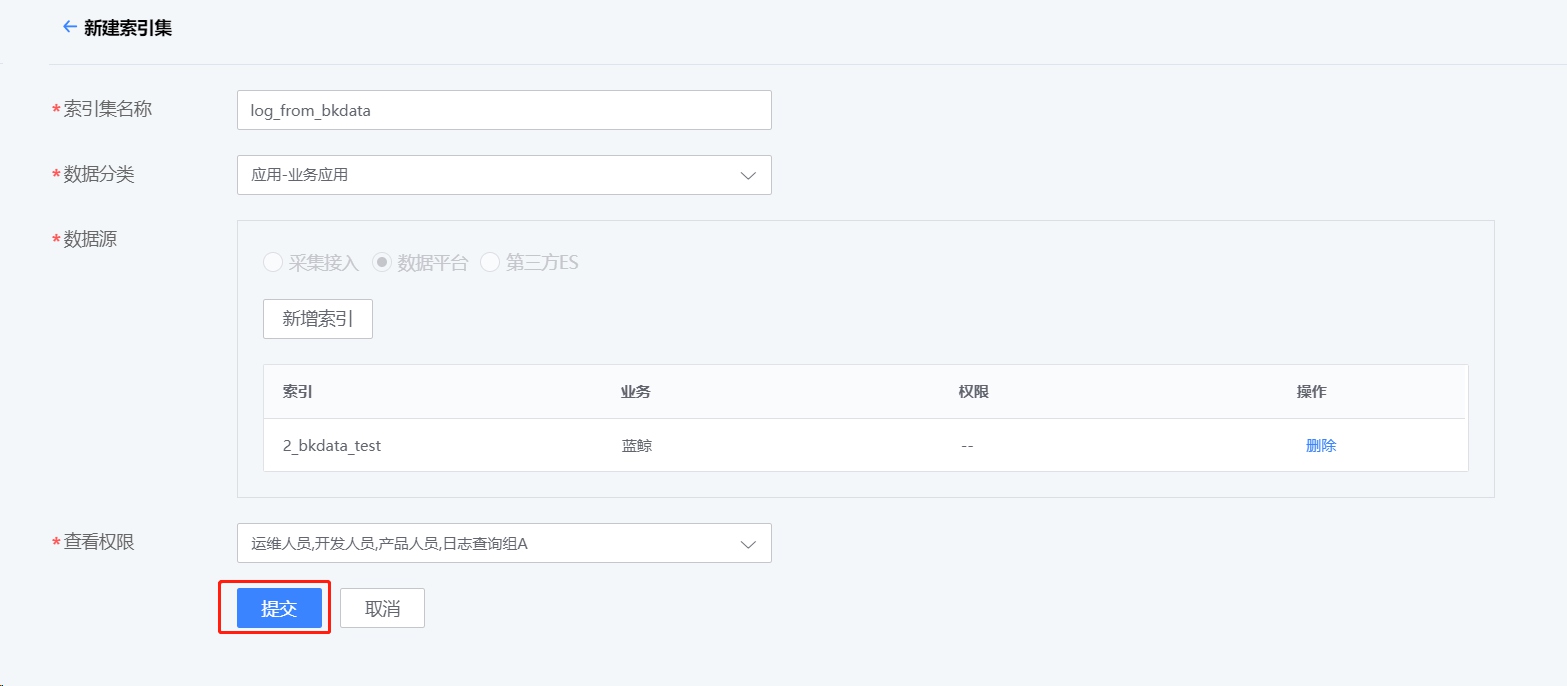 ← 新建索引集
*索引集名称
log_from_bkdata
*数据分类
应用-业务应用
*数据源
采集接入 数据平台 第三方ES
新增索引
索引 业务 权限 操作
2_bkdata_test 蓝鲸 -- 删除
*查看权限
运维人员,开发人员,产品人员,日志查询组A
提交 取消